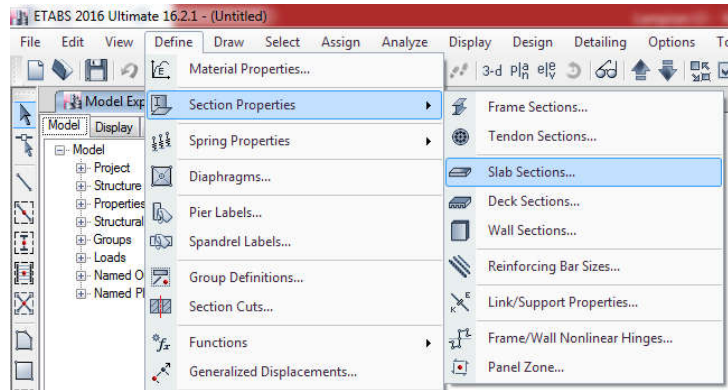 ETABS 2016 Ultimate 16.2.1 - (Untitled)
File Edit View Define Draw Select Assign Analyze Display Design Detailing Options
3-d
Model Exp
Model Display
Model
Project
Structure
Properties
Structural
Groups
Loads
Named O
Named Pl
Material Properties...
Section Properties
Spring Properties
Diaphragms...
Pier Labels...
Spandrel Labels...
Group Definitions...
Section Cuts...
Functions
Generalized Displacements...
Frame Sections...
Tendon Sections...
Slab Sections...
Deck Sections...
Wall Sections...
Reinforcing Bar Sizes...
Link/Support Properties...
Frame/Wall Nonlinear Hinges...
Panel Zone...